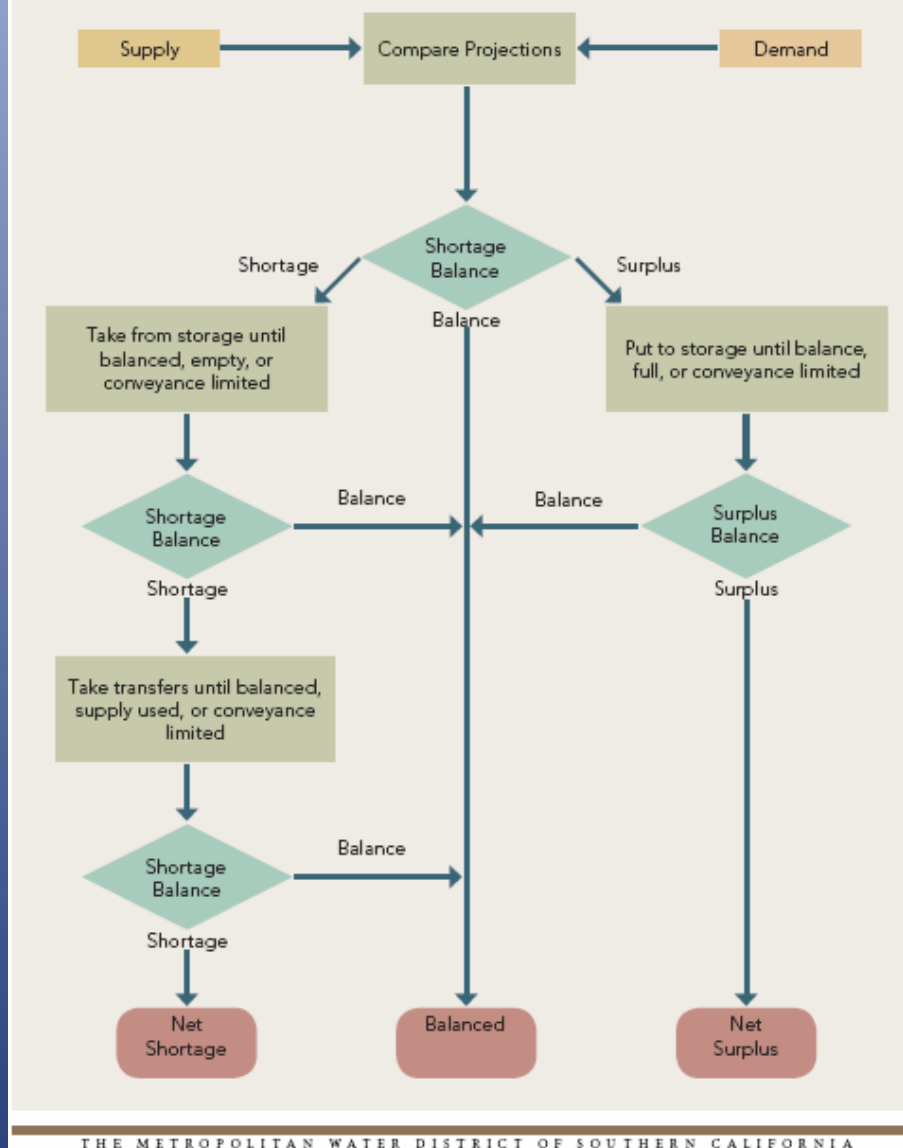 Supply
Compare Projections
Demand
Shortage
Balance
Shortage
Surplus
Balance
Take from storage until
balanced, empty, or
conveyance limited
Put to storage until balance,
full, or conveyance limited
Shortage
Balance
Balance
Balance
Surplus
Balance
Shortage
Surplus
Take transfers until balanced,
supply used, or conveyance
limited
Shortage
Balance
Balance
Shortage
Net
Shortage
Balanced
Net
Surplus
THE METROPOLITAN WATER DISTRICT OF SOUTHERN CALIFORNIA